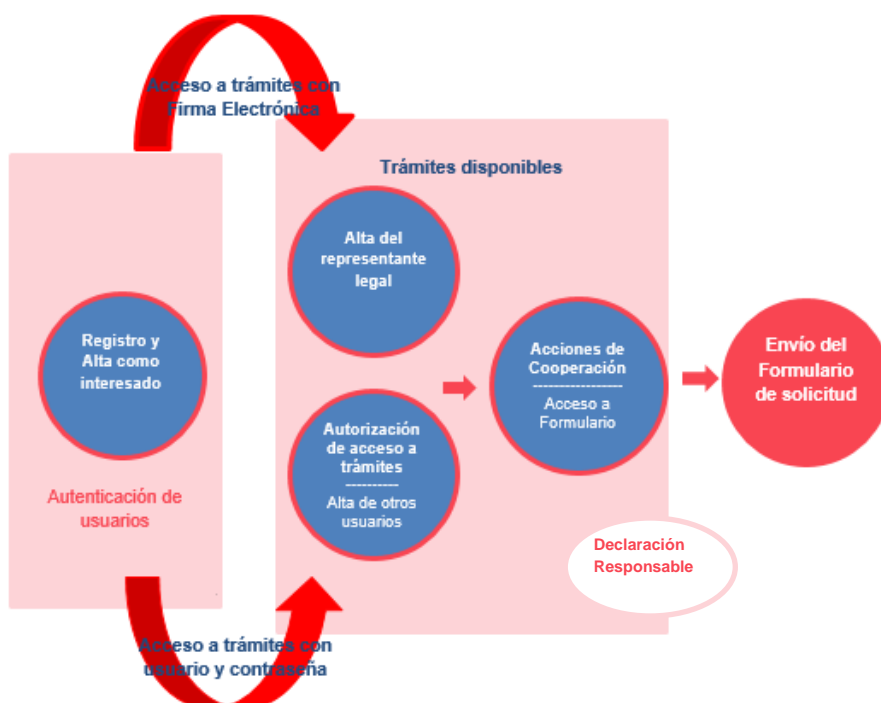 Acceso a trámites con
Firma Electrónica
Trámites disponibles
Alta del
representante
legal
Registro y
Alta como
interesado
Acciones de
Cooperación
-----------------
Acceso a
Formulario
Envío del
Formulario
de solicitud
Autorización
de acceso a
trámites
----------
Alta de otros
usuarios
Autenticación de
usuarios
Declaración
Responsable
Acceso a trámites con
usuario y contraseña